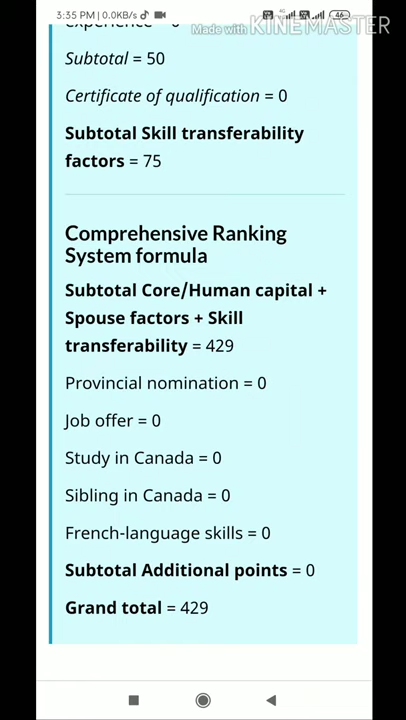 3:35 PM | 0.0KB/s
46
Made with KINEMASTER
experience = 0
Subtotal = 50
Certificate of qualification = 0
Subtotal Skill transferability
factors = 75
Comprehensive Ranking
System formula
Subtotal Core/Human capital +
Spouse factors + Skill
transferability = 429
Provincial nomination = 0
Job offer = 0
Study in Canada = 0
Sibling in Canada = 0
French-language skills = 0
Subtotal Additional points = 0
Grand total = 429